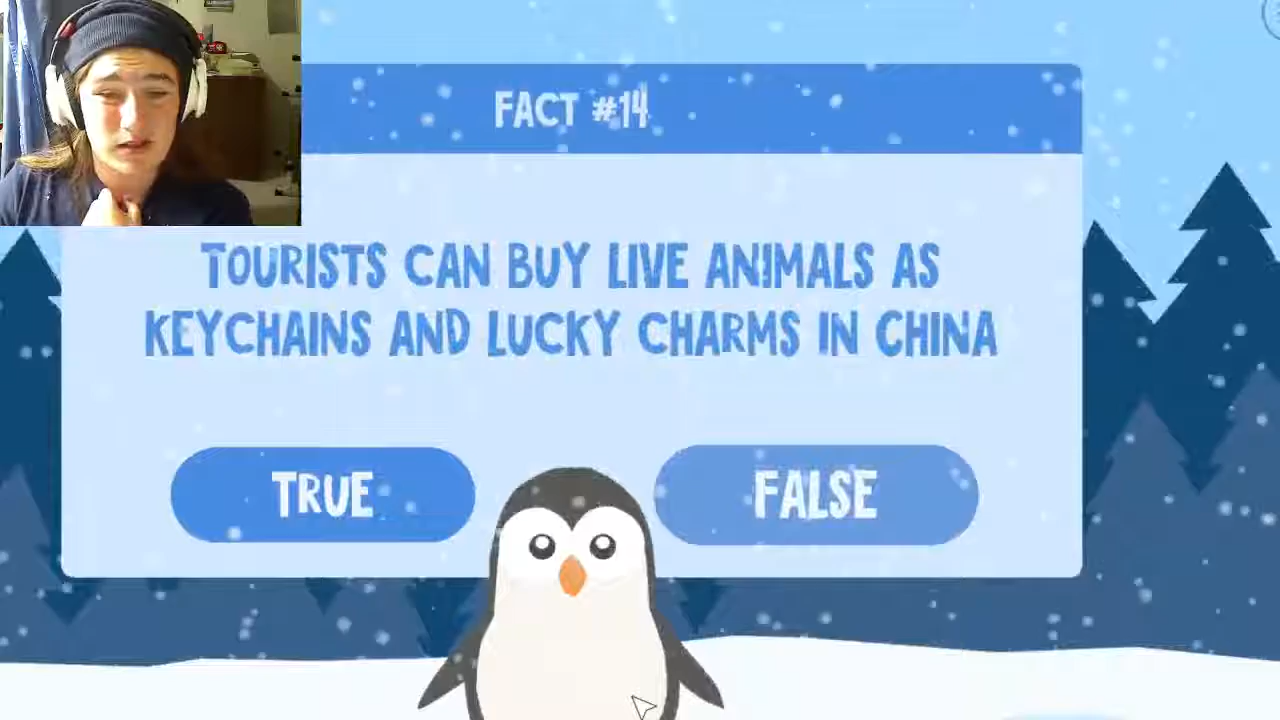 FACT #14
TOURISTS CAN BUY LIVE ANIMALS AS
KEYCHAINS AND LUCKY CHARMS IN CHINA
TRUE
FALSE